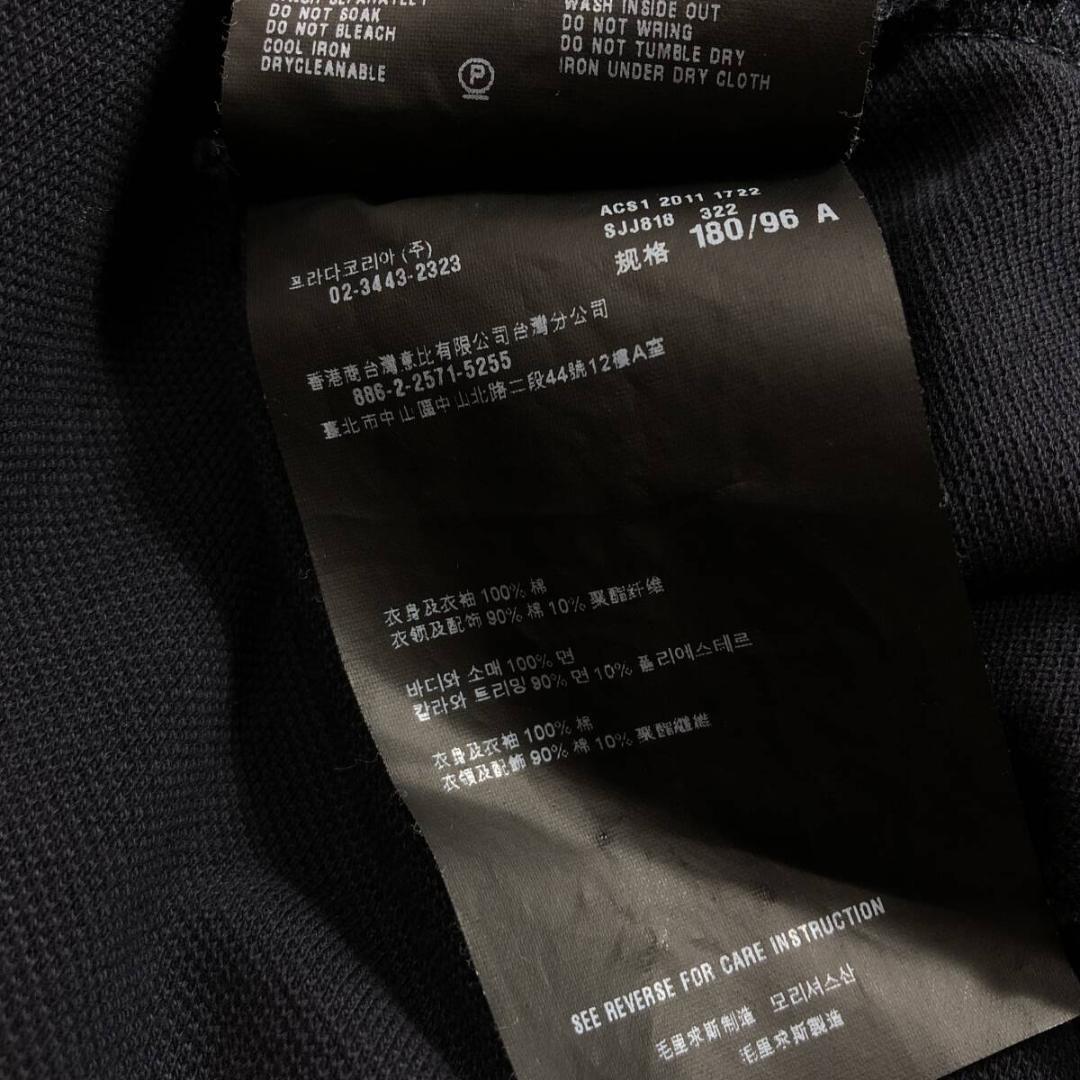 DO NOT SOAK
DO NOT BLEACH
COOL IRON
DRYCLEANABLE
P
WASH INSIDE OUT
DO NOT WRING
DO NOT TUMBLE DRY
IRON UNDER DRY CLOTH
ACS1 2D11 1722
SJJ818 322
规格 180/96 A
프라다코리아 (주)
02-3443-2323
香港商台灣意比有限公司台灣分公司
886-2-2571-5255
臺北市中山區中山北路二段44號12樓A室
衣身及衣袖 100% 棉
衣领及配饰 90% 棉 10% 聚酯纤维
바디와 소매 100% 면
칼라와 트리밍 90% 면 10% 폴리에스테르
衣身及衣袖 100% 棉
衣領及配飾 90% 棉 10% 聚酯纖維
SEE REVERSE FOR CARE INSTRUCTION
毛里求斯制造 모리셔스산
毛里求斯製造